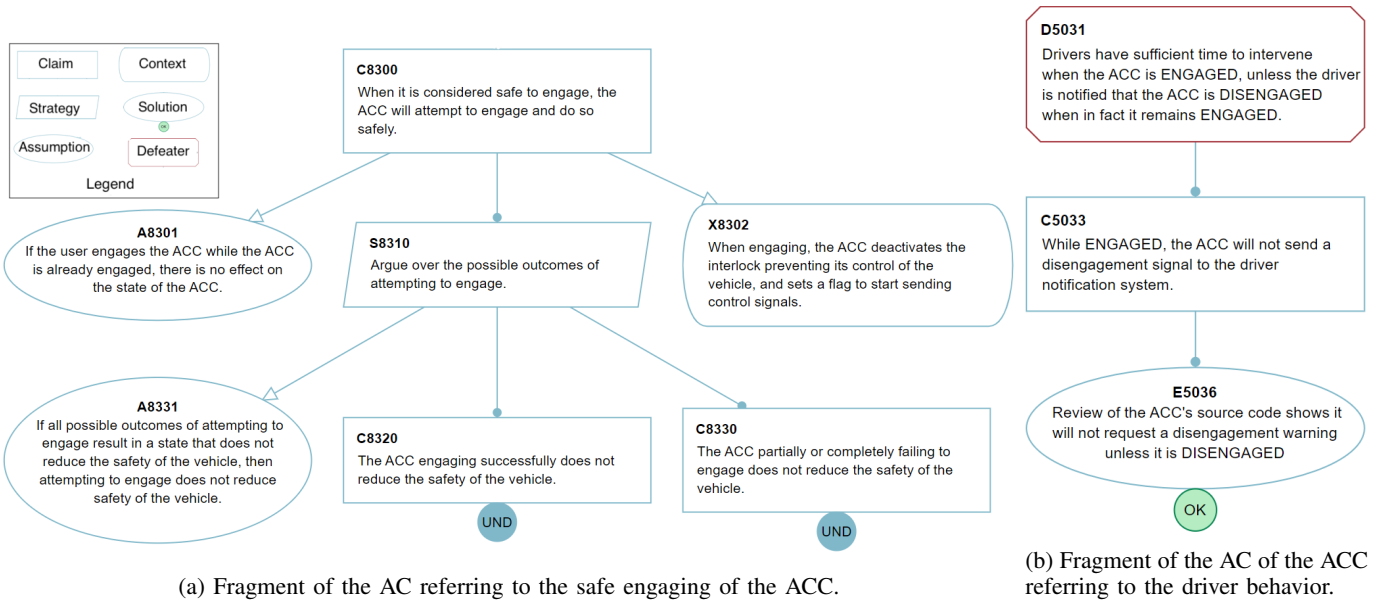 Claim
Context
Strategy
Solution
OK
Assumption
Defeater
Legend
C8300
When it is considered safe to engage, the
ACC will attempt to engage and do so
safely.
A8301
If the user engages the ACC while the ACC
is already engaged, there is no effect on
the state of the ACC.
S8310
Argue over the possible outcomes of
attempting to engage.
X8302
When engaging, the ACC deactivates the
interlock preventing its control of the
vehicle, and sets a flag to start sending
control signals.
A8331
If all possible outcomes of attempting to
engage result in a state that does not
reduce the safety of the vehicle, then
attempting to engage does not reduce
safety of the vehicle.
C8320
The ACC engaging successfully does not
reduce the safety of the vehicle.
UND
C8330
The ACC partially or completely failing to
engage does not reduce the safety of the
vehicle.
UND
(a) Fragment of the AC referring to the safe engaging of the ACC.
D5031
Drivers have sufficient time to intervene
when the ACC is ENGAGED, unless the driver
is notified that the ACC is DISENGAGED
when in fact it remains ENGAGED.
C5033
While ENGAGED, the ACC will not send a
disengagement signal to the driver
notification system.
E5036
Review of the ACC's source code shows it
will not request a disengagement warning
unless it is DISENGAGED
OK
(b) Fragment of the AC of the ACC
referring to the driver behavior.